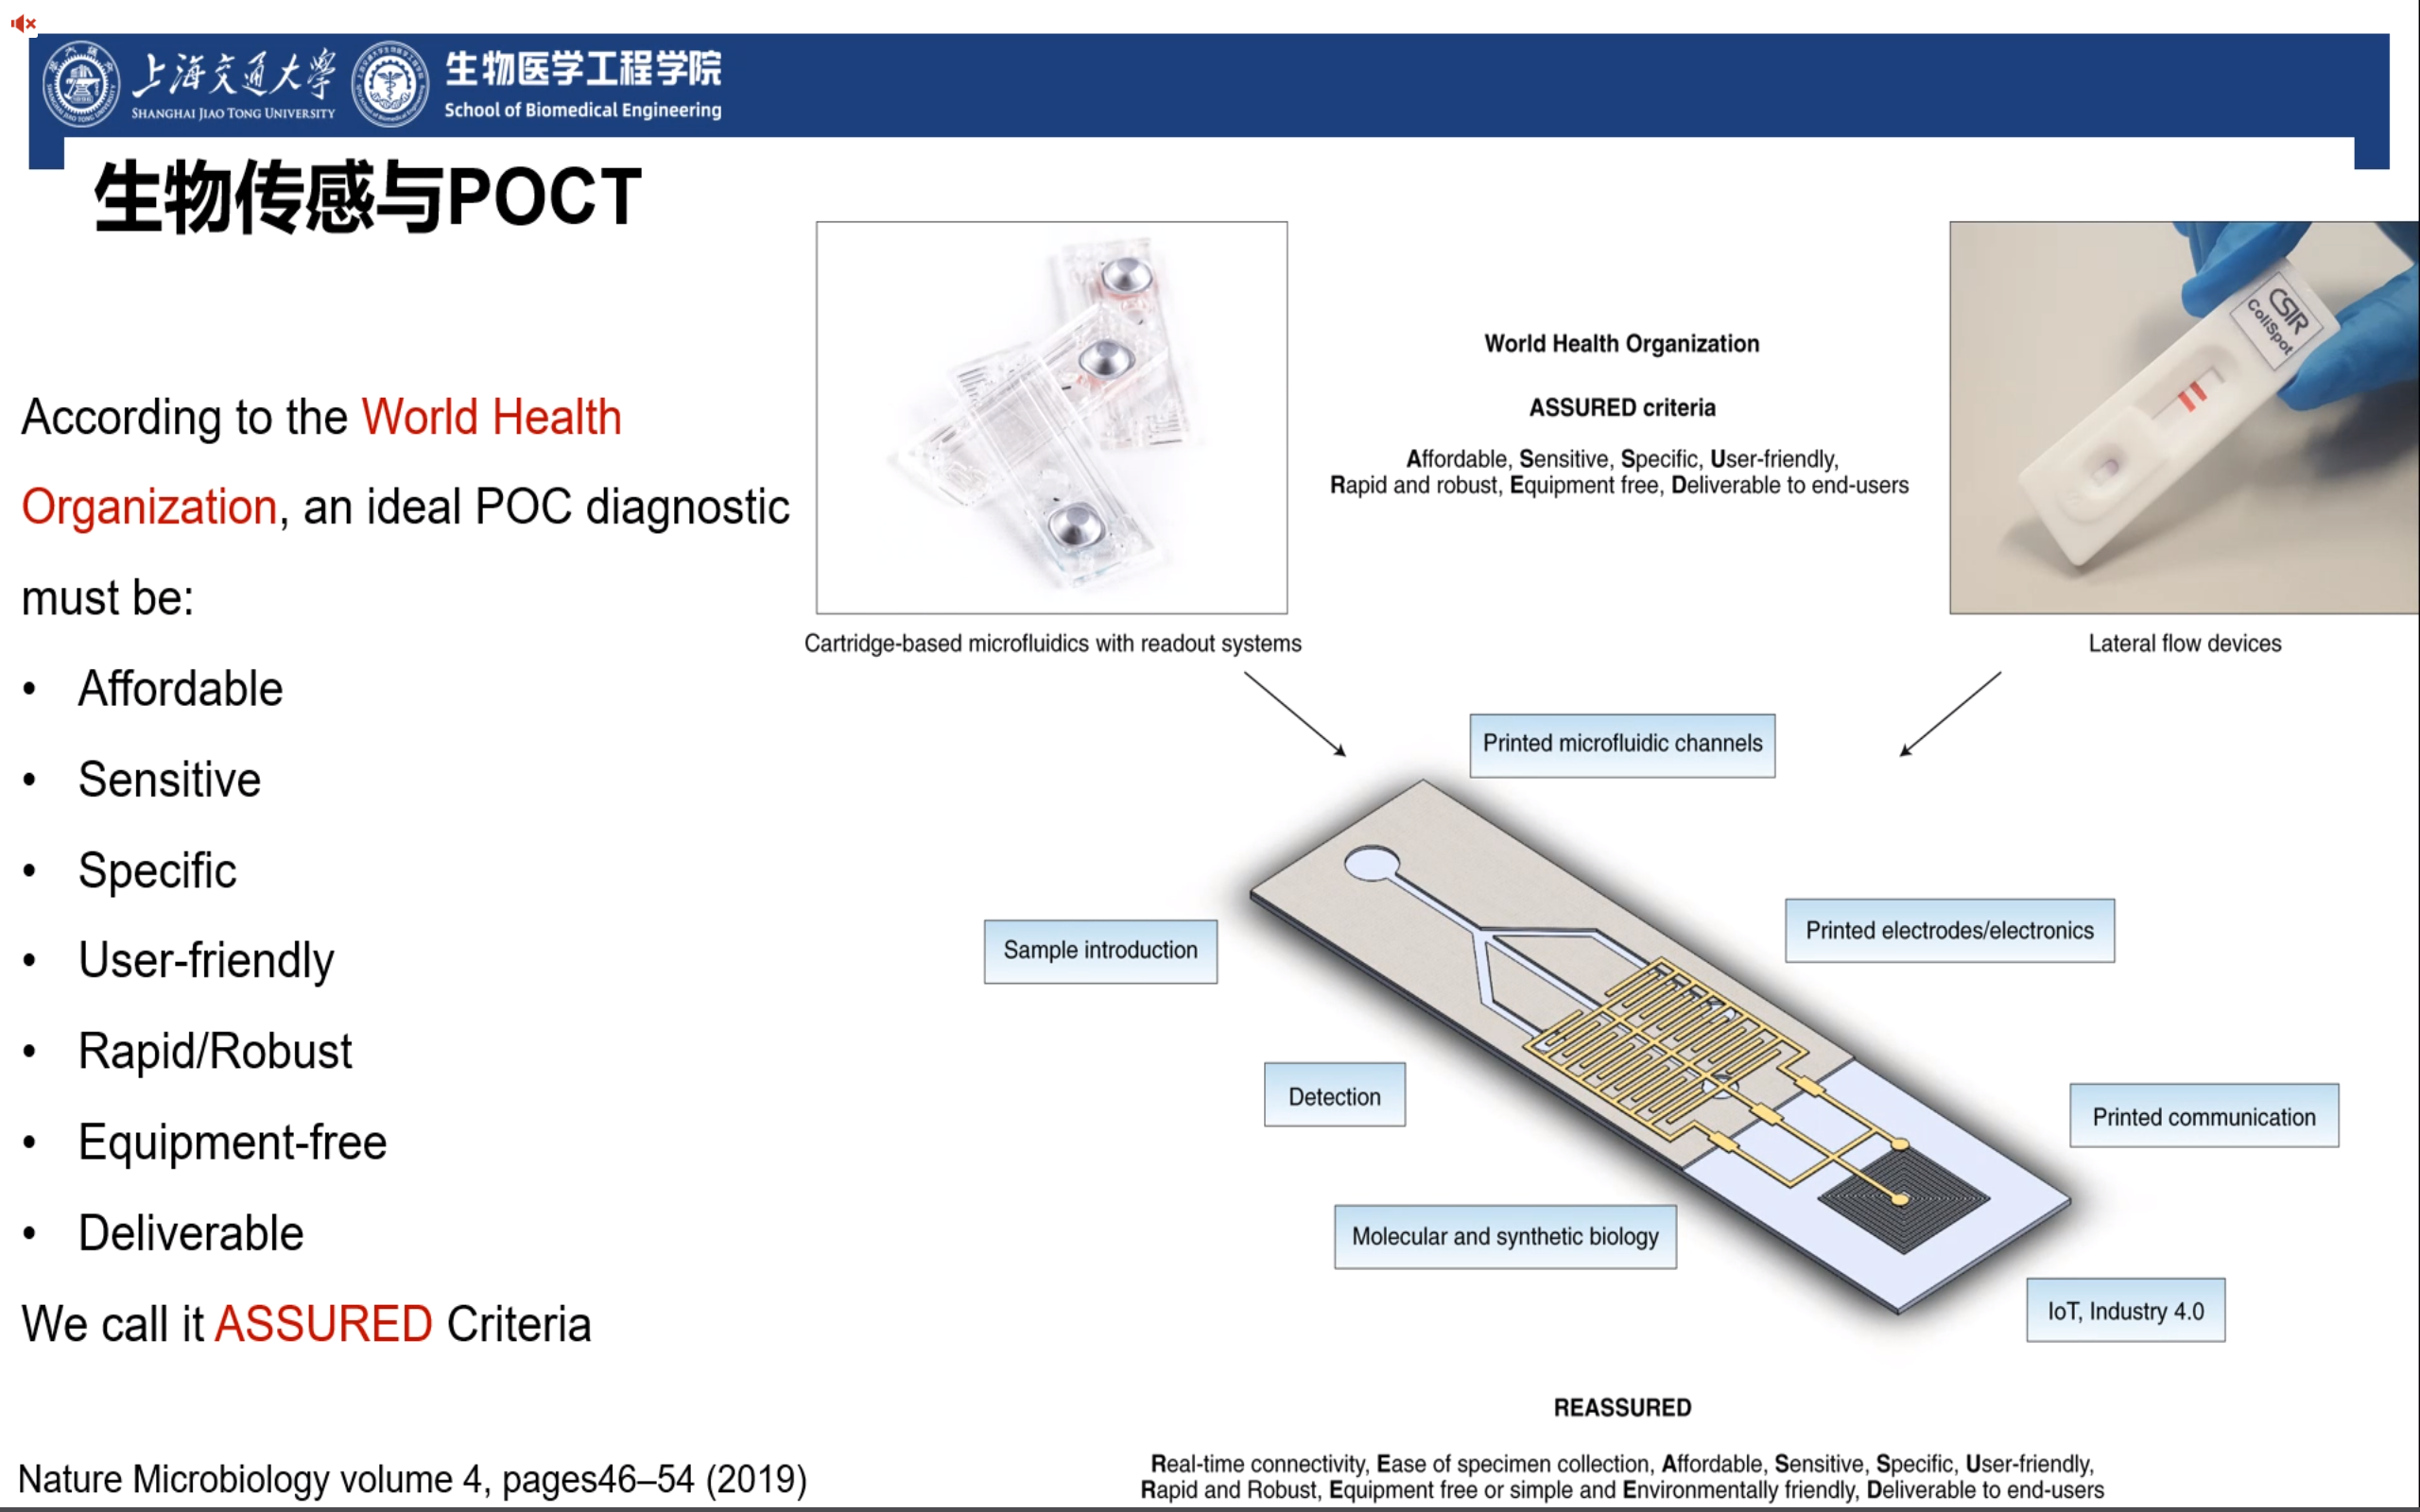 上海交通大学
SHANGHAI JIAO TONG UNIVERSITY
生物医学工程学院
School of Biomedical Engineering
生物传感与POCT
According to the World Health
Organization, an ideal POC diagnostic
must be:
• Affordable
• Sensitive
• Specific
• User-friendly
• Rapid/Robust
• Equipment-free
• Deliverable
We call it ASSURED Criteria
Nature Microbiology volume 4, pages46–54 (2019)
World Health Organization
ASSURED criteria
Affordable, Sensitive, Specific, User-friendly,
Rapid and robust, Equipment free, Deliverable to end-users
CSIR
ColiSpot
Cartridge-based microfluidics with readout systems
Lateral flow devices
Printed microfluidic channels
Sample introduction
Printed electrodes/electronics
Detection
Printed communication
Molecular and synthetic biology
IoT, Industry 4.0
REASSURED
Real-time connectivity, Ease of specimen collection, Affordable, Sensitive, Specific, User-friendly,
Rapid and Robust, Equipment free or simple and Environmentally friendly, Deliverable to end-users